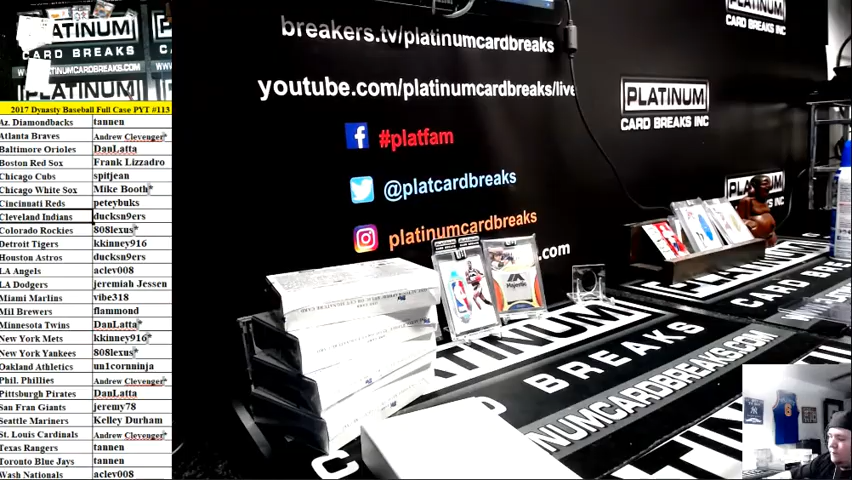 PLATINUM
CARD BREAKS
2017 Dynasty Baseball Full Case PYT #113
Az. Diamondbacks tannen
Atlanta Braves Andrew Clevenger*
Baltimore Orioles DanLatta
Boston Red Sox Frank Lizzadro
Chicago Cubs spitjean
Chicago White Sox Mike Booth*
Cincinnati Reds peteybuks
Cleveland Indians ducksn9ers
Colorado Rockies 808lexus*
Detroit Tigers kkinney916
Houston Astros ducksn9ers
LA Angels aclev008
LA Dodgers jeremiah Jessen
Miami Marlins vibe318
Mil Brewers flammond
Minnesota Twins DanLatta*
New York Mets kkinney916*
New York Yankees 808lexus*
Oakland Athletics un1cornninja
Phil. Phillies Andrew Clevenger*
Pittsburgh Pirates DanLatta
San Fran Giants jeremy78
Seattle Mariners Kelley Durham
St. Louis Cardinals Andrew Clevenger*
Texas Rangers tannen
Toronto Blue Jays tannen
Wash Nationals aclev008
breakers.tv/platinumcardbreaks
youtube.com/platinumcardbreaks/live
#platfam
@platcardbreaks
platinumcardbreaks
s.com
PLATINUM
CARD BREAKS INC
CARD BREAKS INC
PLATINUM
Majestic
ATINUM
D BREAKS
NUMCARDBREAKS.COM
CARD B